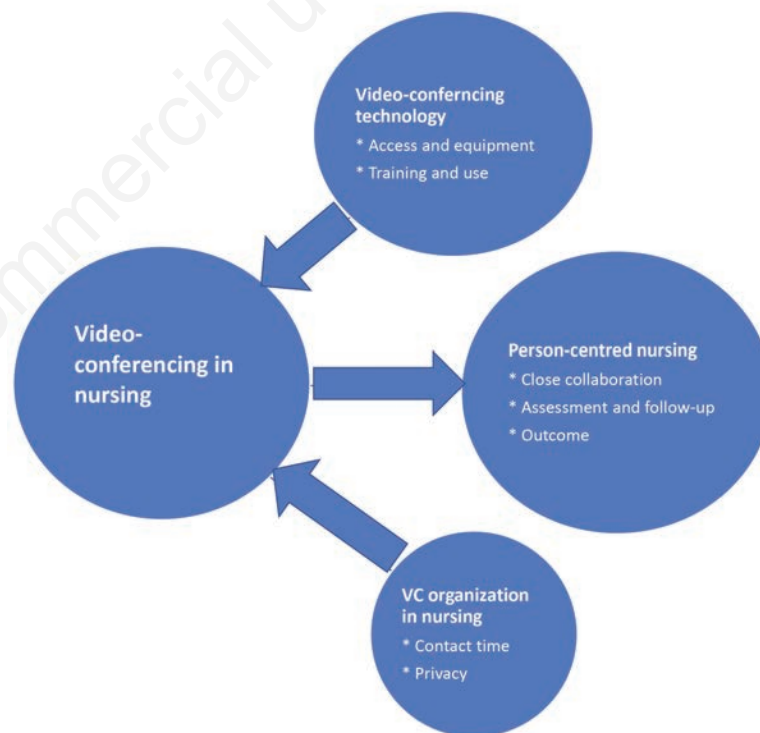 ommercial u
Video-conferncing
technology
* Access and equipment
* Training and use
Video-
conferencing in
nursing
Person-centred nursing
* Close collaboration
* Assessment and follow-up
* Outcome
VC organization
in nursing
* Contact time
* Privacy